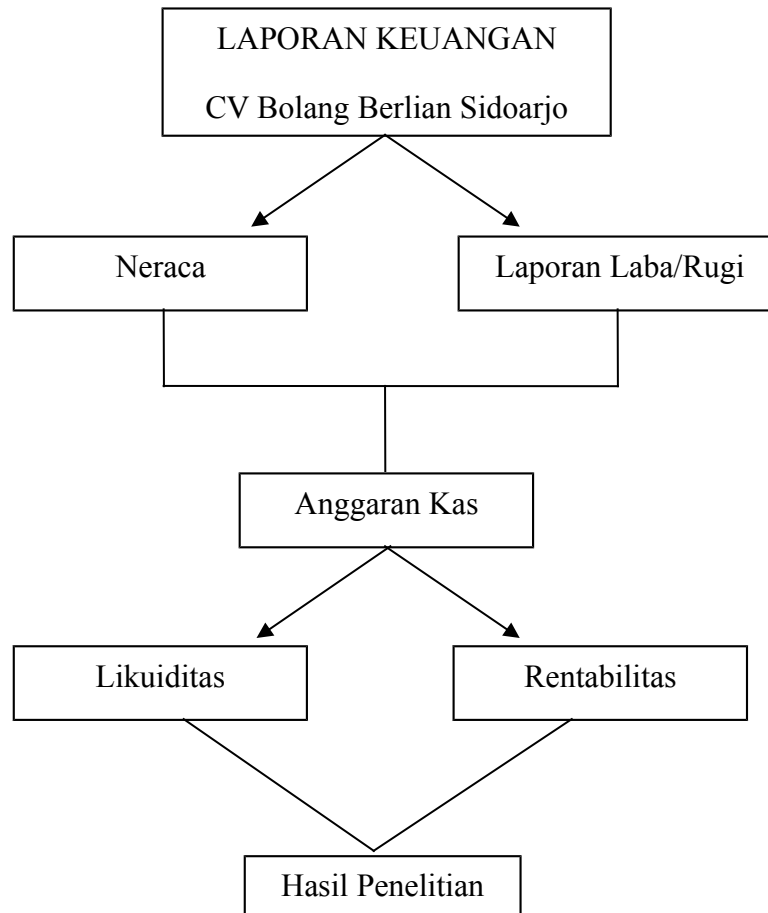 LAPORAN KEUANGAN
CV Bolang Berlian Sidoarjo
Neraca
Laporan Laba/Rugi
Anggaran Kas
Likuiditas
Rentabilitas
Hasil Penelitian